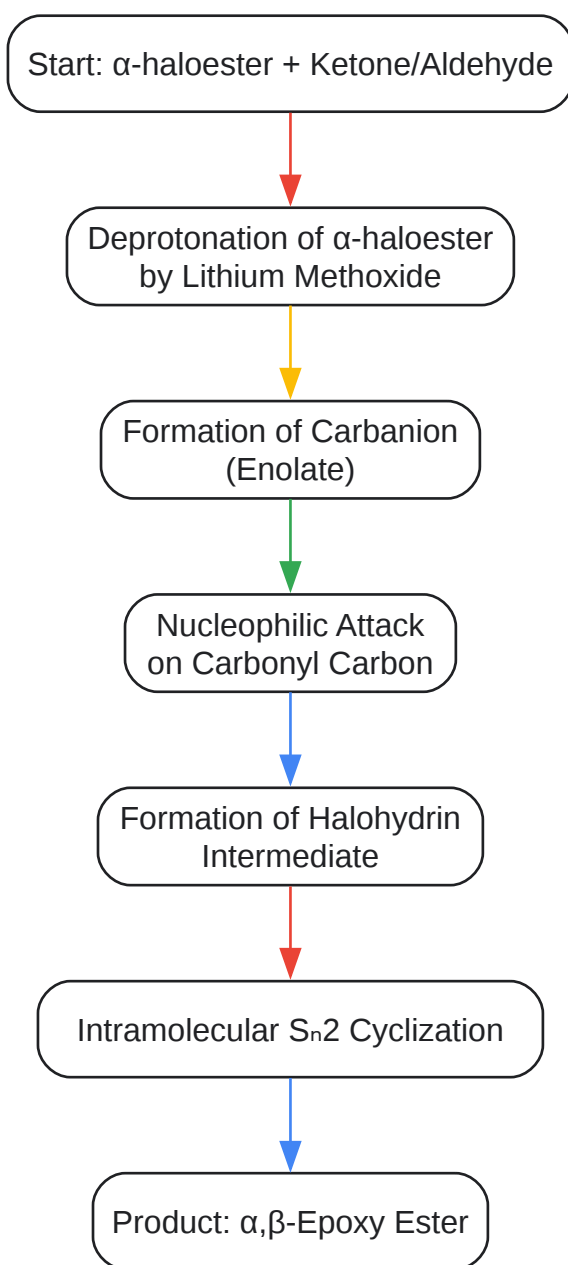 Start: α-haloester + Ketone/Aldehyde
Deprotonation of α-haloester
by Lithium Methoxide
Formation of Carbanion
(Enolate)
Nucleophilic Attack
on Carbonyl Carbon
Formation of Halohydrin
Intermediate
Intramolecular Sₙ2 Cyclization
Product: α,β-Epoxy Ester